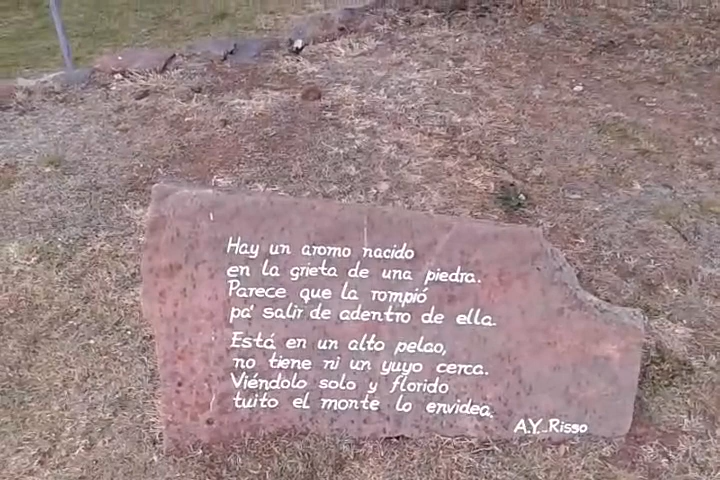 Hay un aromo nacido
en la grieta de una piedra.
Parece que la rompió
pa' salir de adentro de ella.
Está en un alto pelao,
no tiene ni un yuyo cerca.
Viéndolo solo y florido
tuito el monte lo envidea.
A.Y. Risso